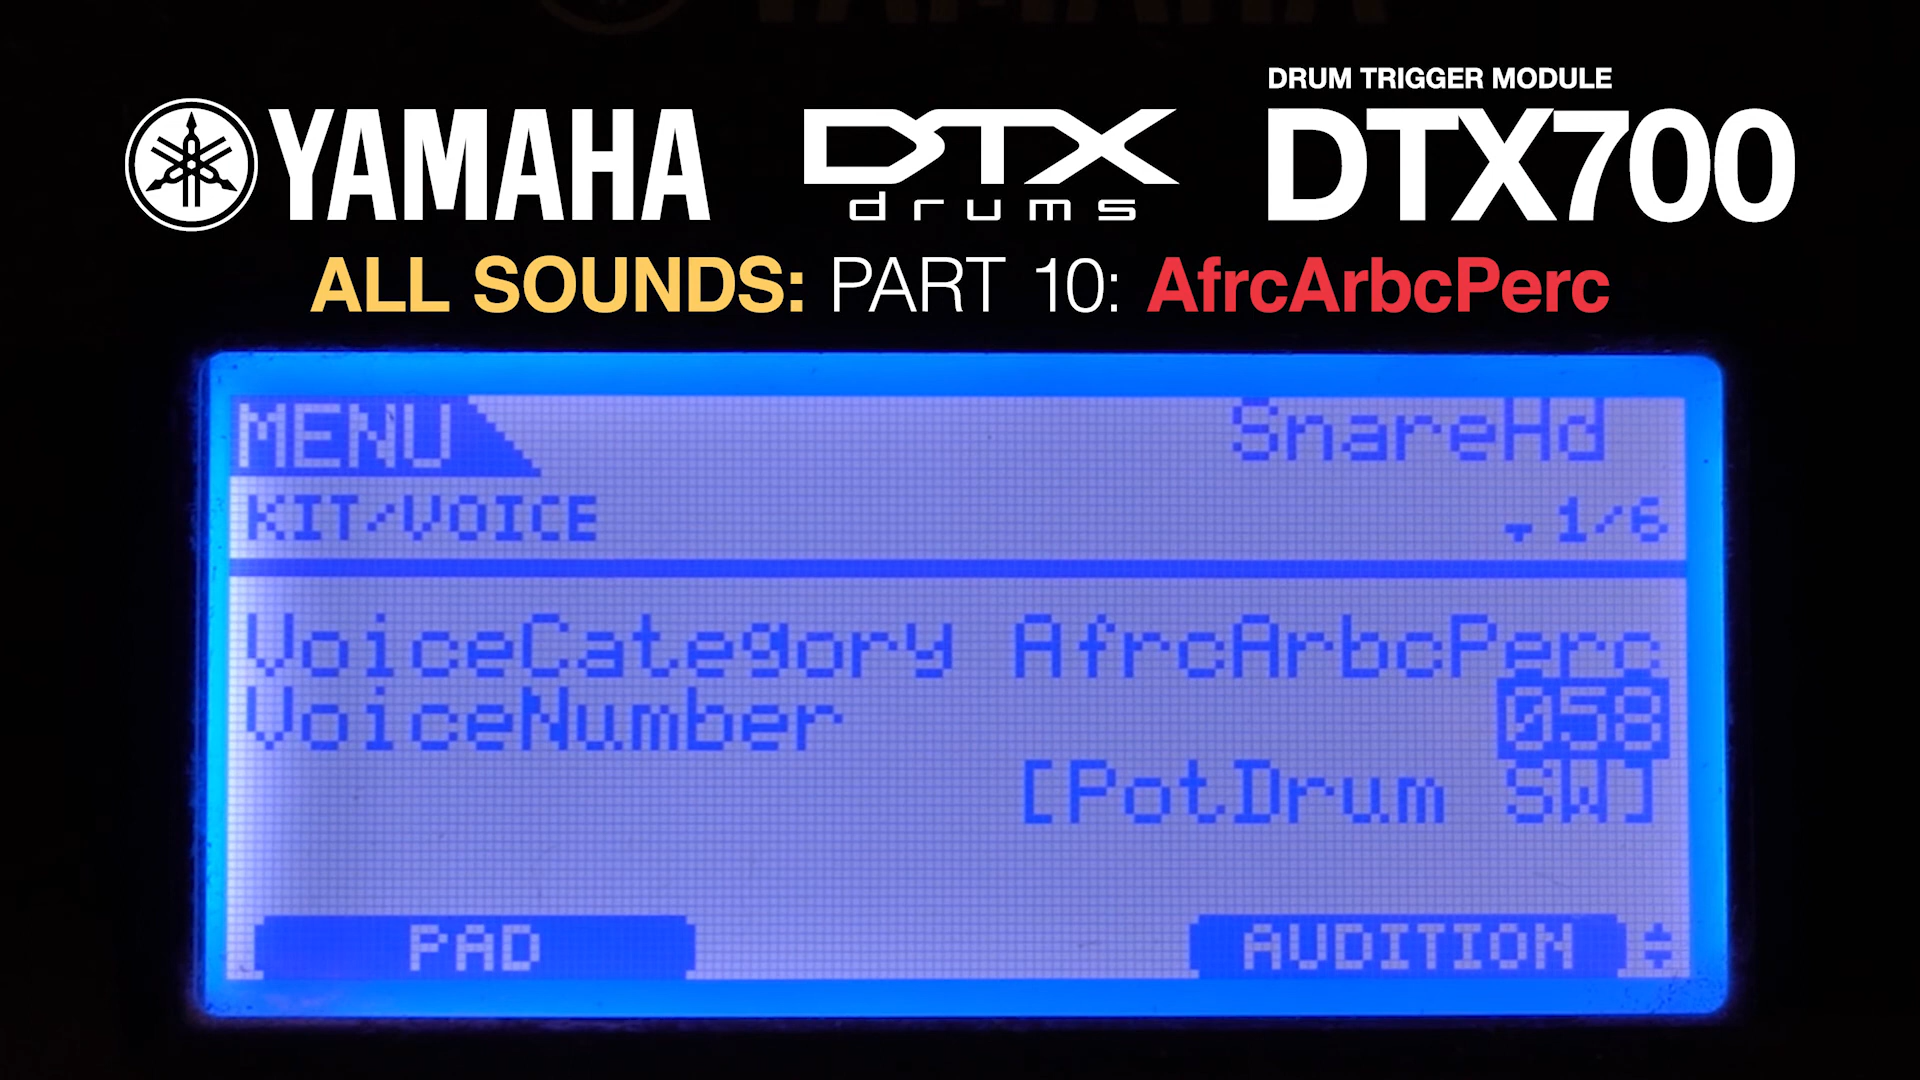 DRUM TRIGGER MODULE
YAMAHA DTX drums DTX700
ALL SOUNDS: PART 10: AfrcArbcPerc
MENU SnareHd
KIT/VOICE 1/6
VoiceCategory AfrcArbcPerc
VoiceNumber 058
[PotDrum SW]
PAD AUDITION